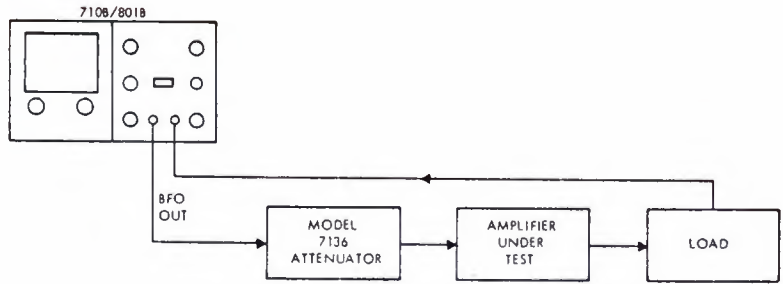 710B/801B
BFO
OUT
MODEL
7136
ATTENUATOR
AMPLIFIER
UNDER
TEST
LOAD